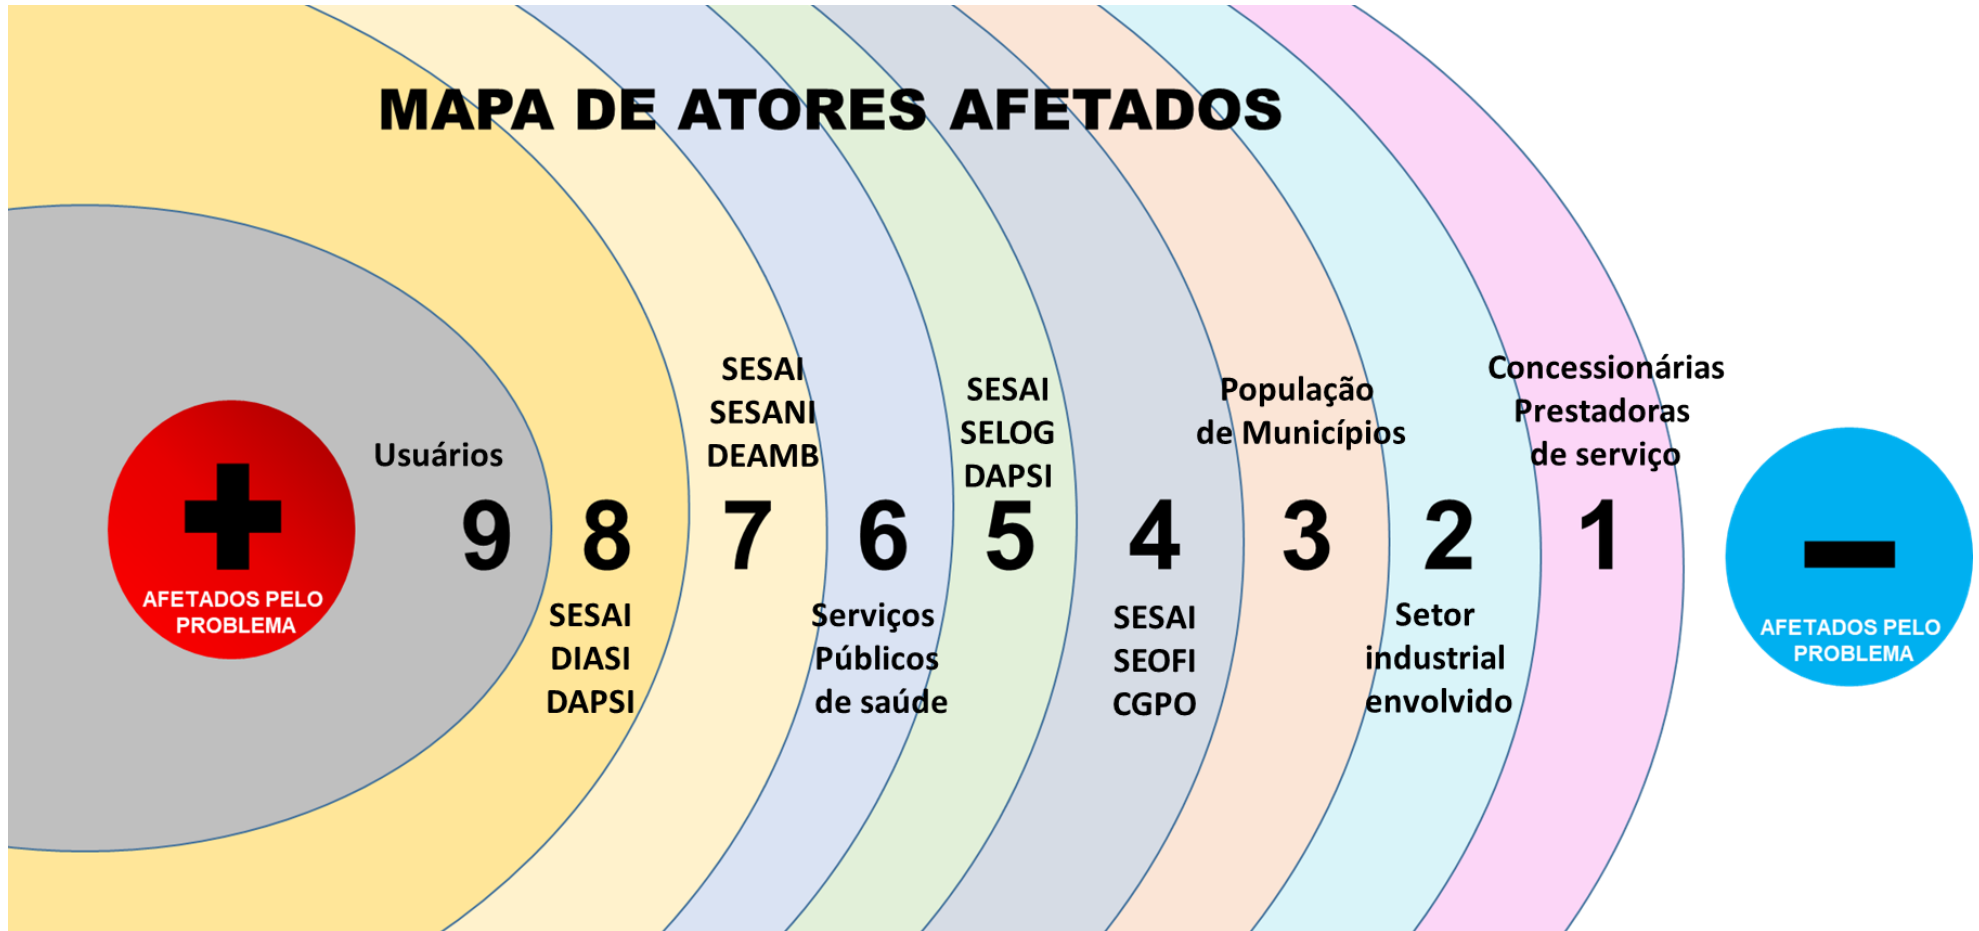 MAPA DE ATORES AFETADOS
+
AFETADOS PELO
PROBLEMA
Usuários
9
8
SESAI
DIASI
DAPSI
SESAI
SESANI
DEAMB
7
6
Serviços
Públicos
de saúde
SESAI
SELOG
DAPSI
5
4
SESAI
SEOFI
CGPO
População
de Municípios
3
2
Setor
industrial
envolvido
Concessionárias
Prestadoras
de serviço
1
-
AFETADOS PELO
PROBLEMA